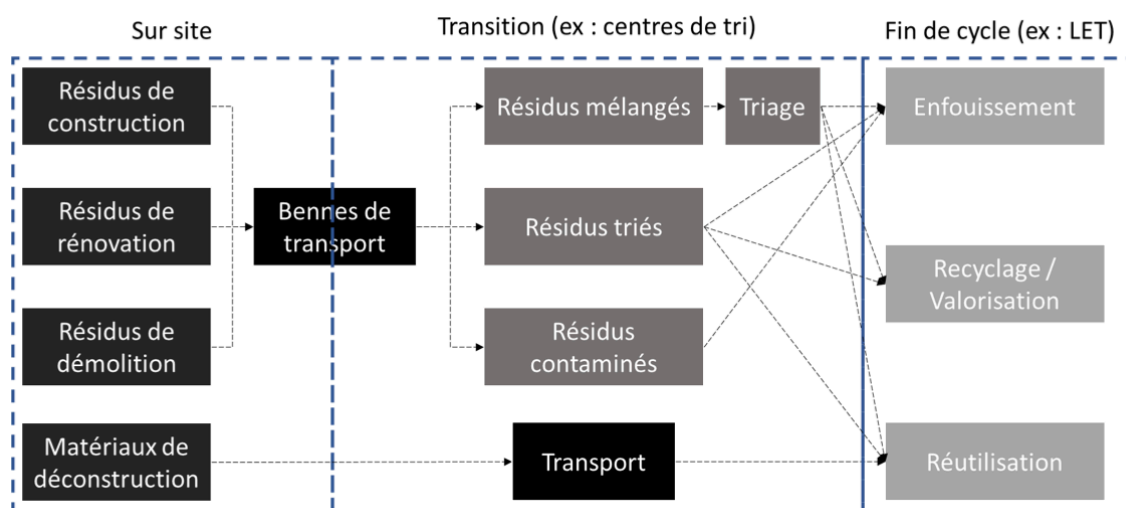 Sur site
Transition (ex : centres de tri)
Fin de cycle (ex : LET)
Résidus de
construction
Résidus mélangés
Triage
Enfouissement
Résidus de
rénovation
Bennes de
transport
Résidus triés
Recyclage /
Valorisation
Résidus de
démolition
Résidus
contaminés
Matériaux de
déconstruction
Transport
Réutilisation